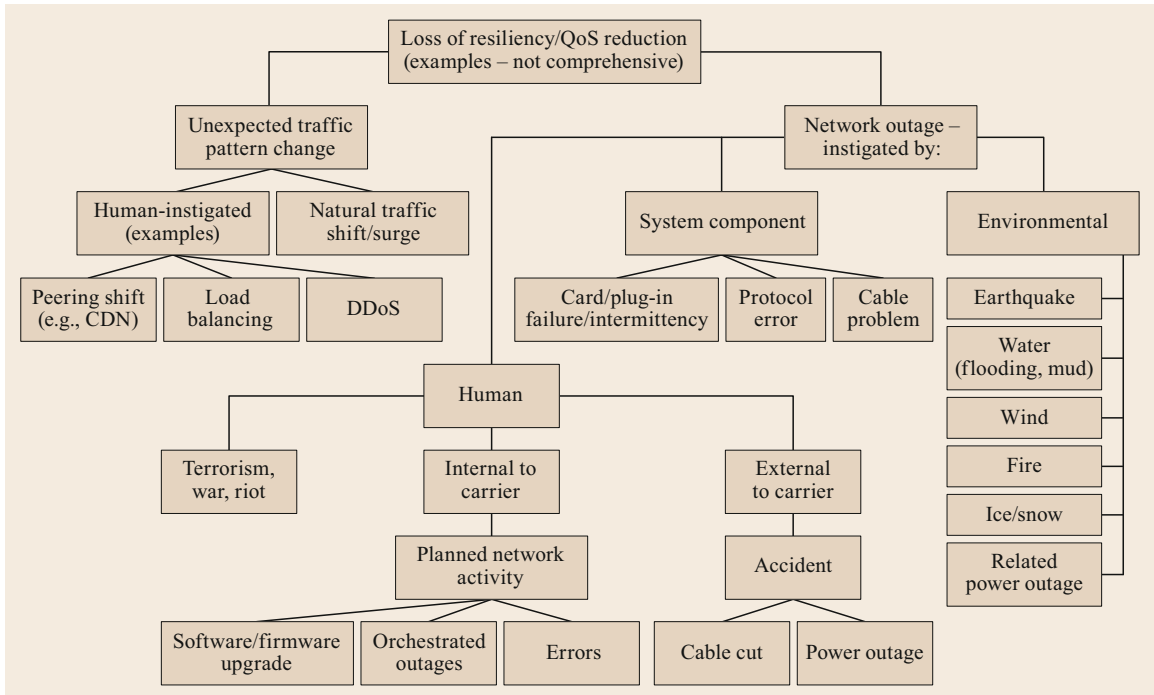 Loss of resiliency/QoS reduction
(examples – not comprehensive)
Unexpected traffic
pattern change
Network outage –
instigated by:
Human-instigated
(examples)
Natural traffic
shift/surge
System component
Environmental
Peering shift
(e.g., CDN)
Load
balancing
DDoS
Card/plug-in
failure/intermittency
Protocol
error
Cable
problem
Earthquake
Water
(flooding, mud)
Wind
Fire
Ice/snow
Related
power outage
Human
Terrorism,
war, riot
Internal to
carrier
External
to carrier
Planned network
activity
Accident
Software/firmware
upgrade
Orchestrated
outages
Errors
Cable cut
Power outage